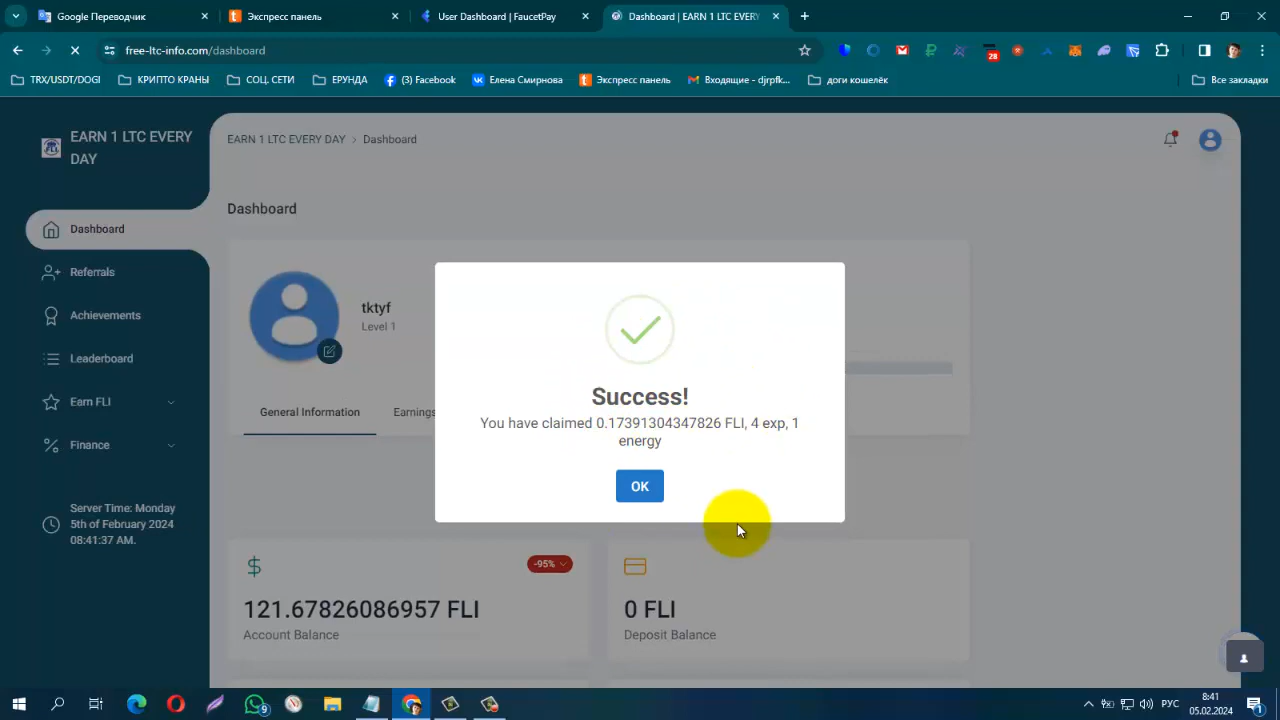 Google Переводчик
Экспресс панель
User Dashboard | FaucetPay
Dashboard | EARN 1 LTC EVERY
free-ltc-info.com/dashboard
28
TRX/USDT/DOGI
КРИПТО КРАНЫ
СОЦ. СЕТИ
ЕРУНДА
(3) Facebook
Елена Смирнова
Экспресс панель
Входящие - djrpfk...
доги кошелёк
Все закладки
EARN 1 LTC EVERY
DAY
EARN 1 LTC EVERY DAY > Dashboard
Dashboard
Dashboard
Referrals
Achievements
Leaderboard
Earn FLI
Finance
Server Time: Monday
5th of February 2024
08:41:37 AM.
tktyf
Level 1
General Information
Earnings
Success!
You have claimed 0.17391304347826 FLI, 4 exp, 1
energy
OK
-95%
121.67826086957 FLI
Account Balance
0 FLI
Deposit Balance
9
РУС
8:41
05.02.2024
1